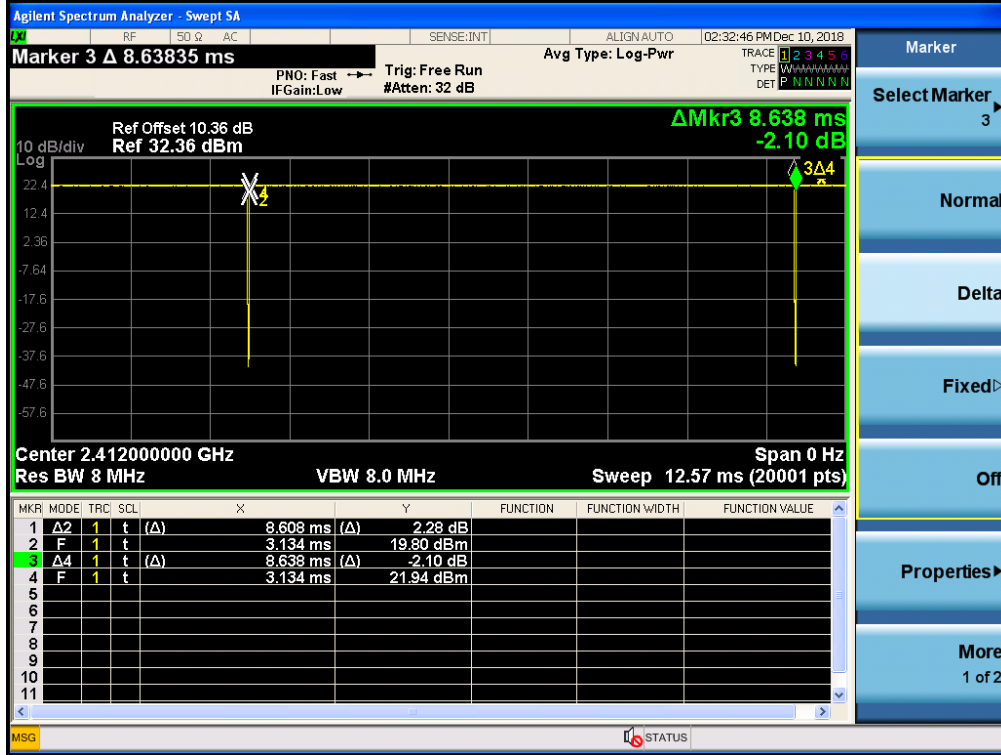 Agilent Spectrum Analyzer - Swept SA
LXI RF 50 Ω AC SENSE:INT ALIGN AUTO 02:32:46 PM Dec 10, 2018
Marker 3 Δ 8.63835 ms
PNO: Fast Trig: Free Run
IFGain:Low #Atten: 32 dB
Avg Type: Log-Pwr
TRACE 1 2 3 4 5 6
TYPE WWWWWW
DET P N N N N N
ΔMkr3 8.638 ms
-2.10 dB
Ref Offset 10.36 dB
10 dB/div Ref 32.36 dBm
Log
22.4
12.4
2.36
-7.64
-17.6
-27.6
-37.6
-47.6
-57.6
4
2
3Δ4
Center 2.412000000 GHz Span 0 Hz
Res BW 8 MHz VBW 8.0 MHz Sweep 12.57 ms (20001 pts)
MKR MODE TRC SCL X Y FUNCTION FUNCTION WIDTH FUNCTION VALUE
1 Δ2 1 t (Δ) 8.608 ms (Δ) 2.28 dB
2 F 1 t 3.134 ms 19.80 dBm
3 Δ4 1 t (Δ) 8.638 ms (Δ) -2.10 dB
4 F 1 t 3.134 ms 21.94 dBm
5
6
7
8
9
10
11
MSG STATUS
Marker
Select Marker
3
Normal
Delta
Fixed
Off
Properties
More
1 of 2